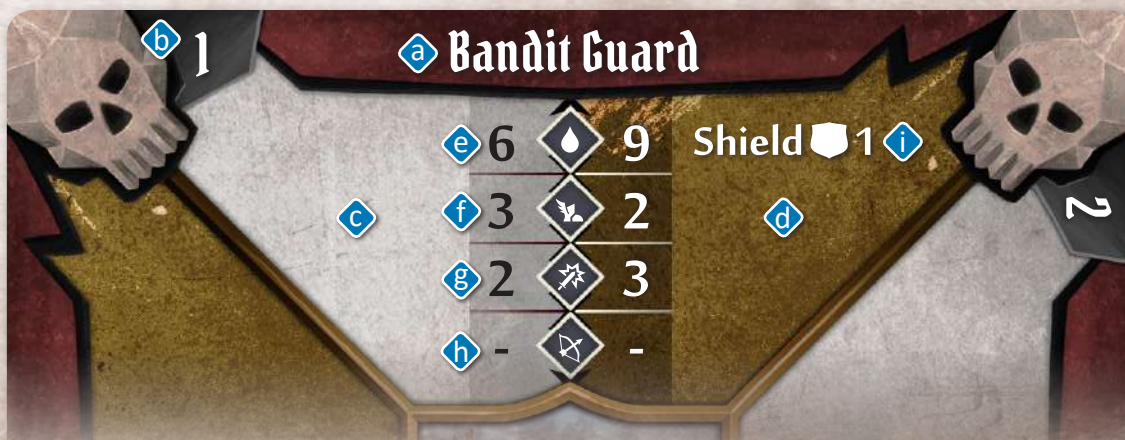 b 1 a Bandit Guard
e 6 9 Shield 1 i
c f 3 2 d 2
g 2 3
h - -